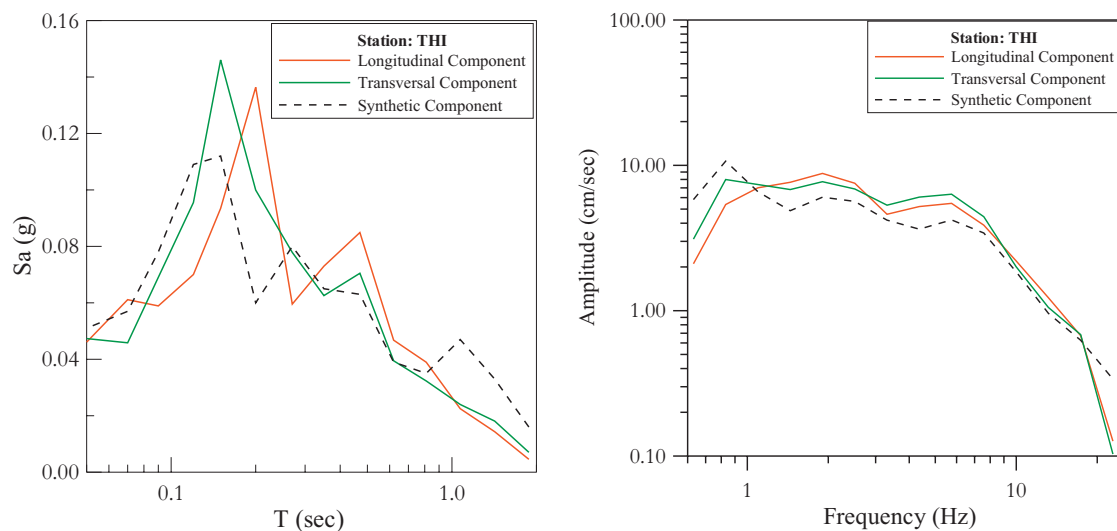 0.16
0.12
0.08
0.04
0.00
Sa (g)
Station: THI
Longitudinal Component
Transversal Component
Synthetic Component
0.1
1.0
T (sec)
100.00
10.00
1.00
0.10
Amplitude (cm/sec)
Station: THI
Longitudinal Component
Transversal Component
Synthetic Component
1
10
Frequency (Hz)